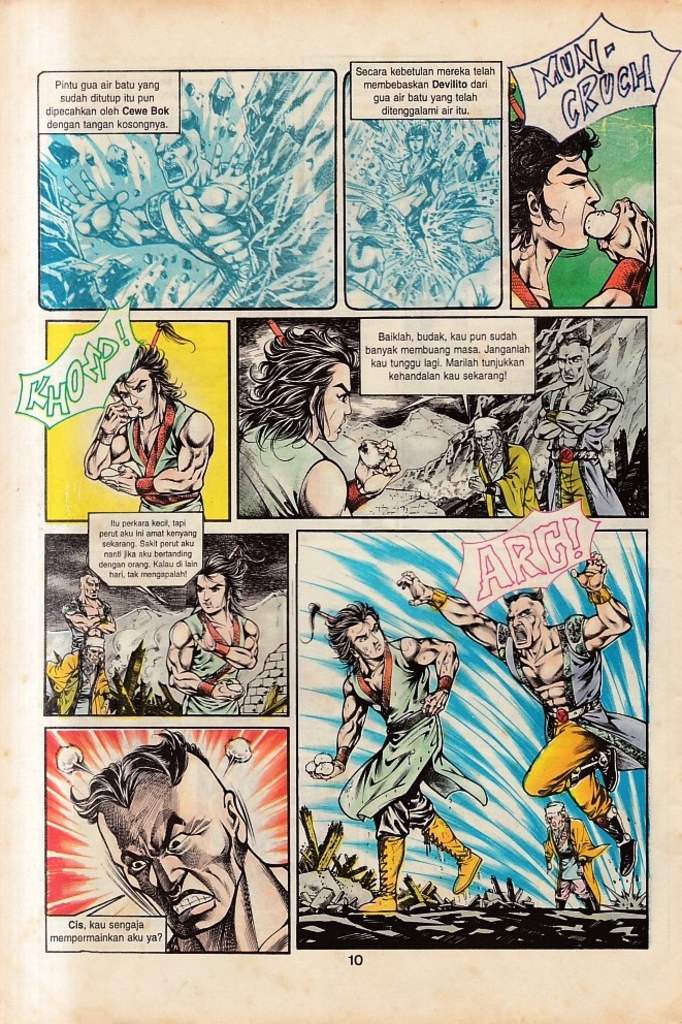 Pintu gua air batu yang
sudah ditutup itu pun
dipecahkan oleh Cewe Bok
dengan tangan kosongnya.
Secara kebetulan mereka telah
membebaskan Devilito dari
gua air batu yang telah
ditenggalami air itu.
MUN-
CRUCH
KHOMP!
Baiklah, budak, kau pun sudah
banyak membuang masa. Janganlah
kau tunggu lagi. Marilah tunjukkan
kehandalan kau sekarang!
Itu perkara kecil, tapi
perut aku ini amat kenyang
sekarang. Sakit perut aku
nanti jika aku bertanding
dengan orang. Kalau di lain
hari, tak mengapalah!
ARG!
Cis, kau sengaja
mempermainkan aku ya?
10